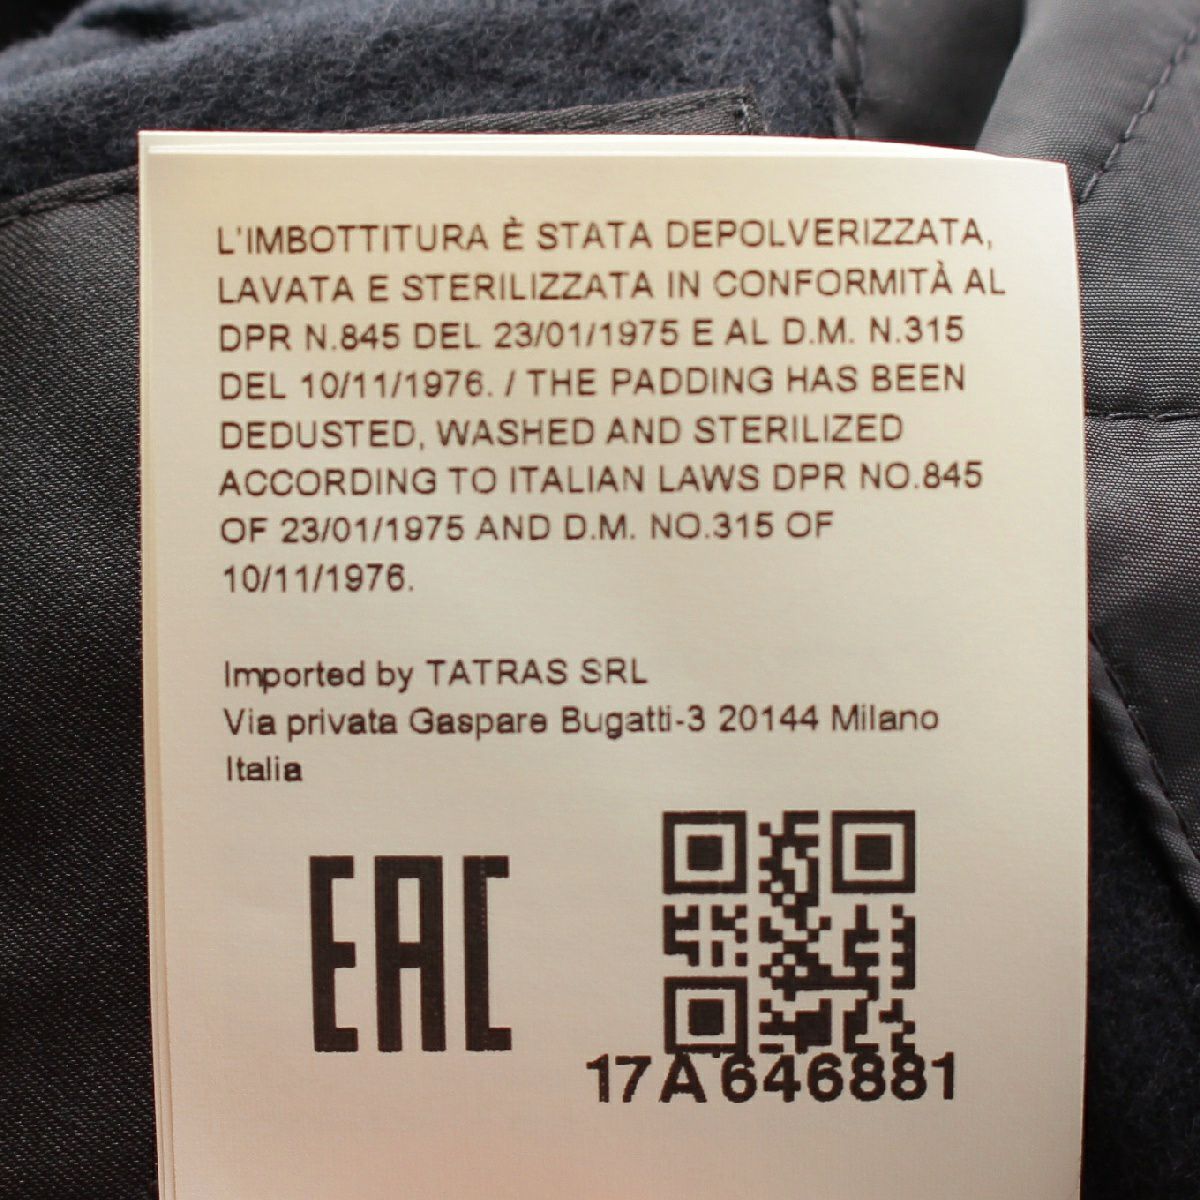 L'IMBOTTITURA È STATA DEPOLVERIZZATA,
LAVATA E STERILIZZATA IN CONFORMITÀ AL
DPR N.845 DEL 23/01/1975 E AL D.M. N.315
DEL 10/11/1976. / THE PADDING HAS BEEN
DEDUSTED, WASHED AND STERILIZED
ACCORDING TO ITALIAN LAWS DPR NO.845
OF 23/01/1975 AND D.M. NO.315 OF
10/11/1976.
Imported by TATRAS SRL
Via privata Gaspare Bugatti-3 20144 Milano
Italia
EAC
17A646881